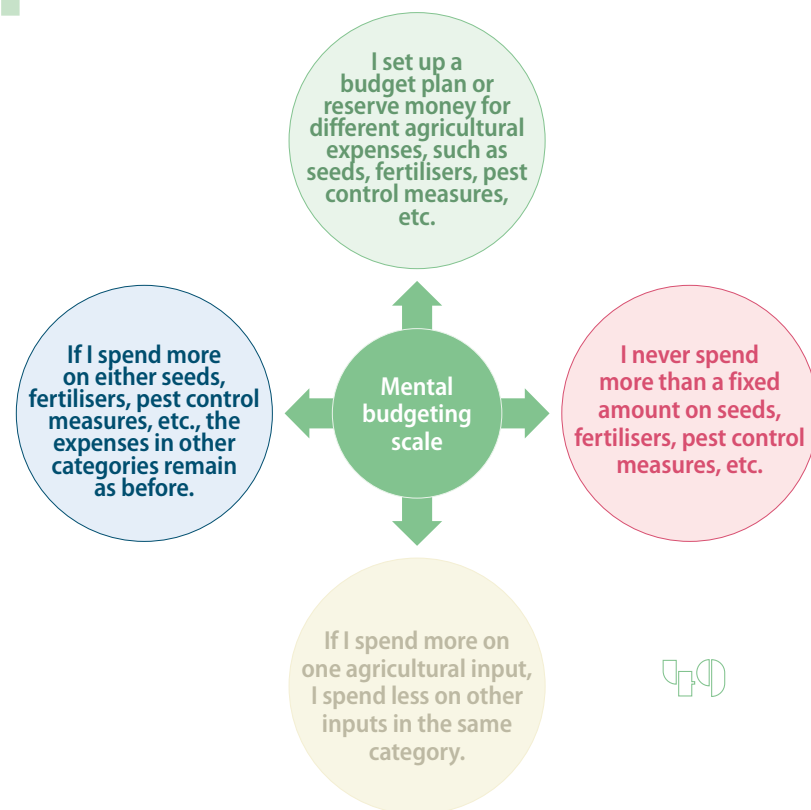 I set up a
budget plan or
reserve money for
different agricultural
expenses, such as
seeds, fertilisers, pest
control measures,
etc.
If I spend more
on either seeds,
fertilisers, pest control
measures, etc., the
expenses in other
categories remain
as before.
Mental
budgeting
scale
I never spend
more than a fixed
amount on seeds,
fertilisers, pest control
measures, etc.
If I spend more on
one agricultural input,
I spend less on other
inputs in the same
category.
49